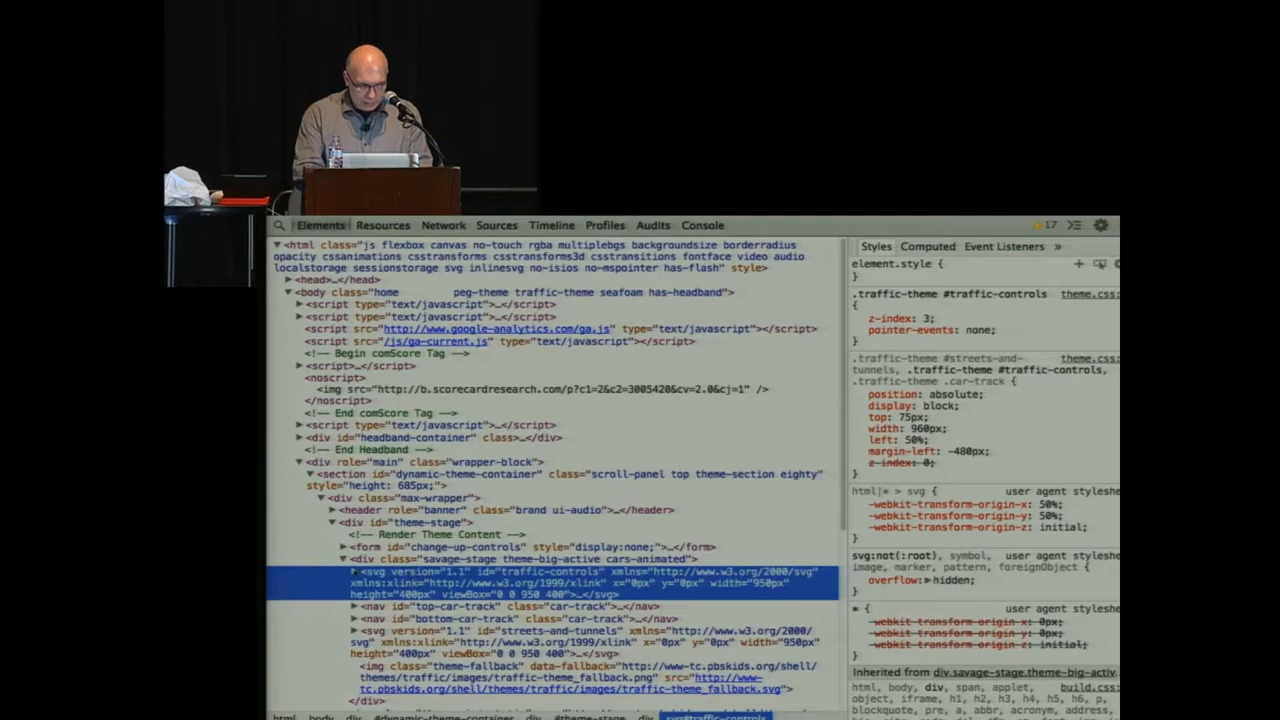 Elements Resources Network Sources Timeline Profiles Audits Console 17
<html class="js flexbox canvas no-touch rgba multiplebgs backgroundsize borderradius
opacity cssanimations csstransforms csstransforms3d csstransitions fontface video audio
localstorage sessionstorage svg inlinesvg no-isios no-mspointer has-flash" style>
<head>…</head>
<body class="home peg-theme traffic-theme seafoam has-headband">
<script type="text/javascript">…</script>
<script type="text/javascript">…</script>
<script src="http://www.google-analytics.com/ga.js" type="text/javascript"></script>
<script src="/js/ga-current.js" type="text/javascript"></script>
<!-- Begin comScore Tag -->
<script>…</script>
<noscript>
<img src="http://b.scorecardresearch.com/p?c1=2&c2=3005420&cv=2.0&cj=1" />
</noscript>
<!-- End comScore Tag -->
<script type="text/javascript">…</script>
<div id="headband-container" class>…</div>
<!-- End Headband -->
<div role="main" class="wrapper-block">
<section id="dynamic-theme-container" class="scroll-panel top theme-section eighty"
style="height: 685px;">
<div class="max-wrapper">
<header role="banner" class="brand ui-audio">…</header>
<div id="theme-stage">
<!-- Render Theme Content -->
<form id="change-up-controls" style="display:none;">…</form>
<div class="savage-stage theme-big-active cars-animated">
<svg version="1.1" id="traffic-controls" xmlns="http://www.w3.org/2000/svg"
xmlns:xlink="http://www.w3.org/1999/xlink" x="0px" y="0px" width="950px"
height="400px" viewBox="0 0 950 400">…</svg>
<nav id="top-car-track" class="car-track">…</nav>
<nav id="bottom-car-track" class="car-track">…</nav>
<svg version="1.1" id="streets-and-tunnels" xmlns="http://www.w3.org/2000/
svg" xmlns:xlink="http://www.w3.org/1999/xlink" x="0px" y="0px" width="950px"
height="400px" viewBox="0 0 950 400">…</svg>
<img class="theme-fallback" data-fallback="http://www-tc.pbskids.org/shell/
themes/traffic/images/traffic-theme_fallback.png" src="http://www-
tc.pbskids.org/shell/themes/traffic/images/traffic-theme_fallback.svg">
</div>
html body div #dynamic-theme-container div #theme-stage div svg#traffic-controls
Styles Computed Event Listeners »
element.style {
}
.traffic-theme #traffic-controls theme.css:
{
z-index: 3;
pointer-events: none;
}
.traffic-theme #streets-and- theme.css:
tunnels, .traffic-theme #traffic-controls,
.traffic-theme .car-track {
position: absolute;
display: block;
top: 75px;
width: 960px;
left: 50%;
margin-left: -480px;
z-index: 0;
}
html|* > svg { user agent styleshe
-webkit-transform-origin-x: 50%;
-webkit-transform-origin-y: 50%;
-webkit-transform-origin-z: initial;
}
svg:not(:root), symbol, user agent styleshe
image, marker, pattern, foreignObject {
overflow: hidden;
}
* { user agent styleshe
-webkit-transform-origin-x: 0px;
-webkit-transform-origin-y: 0px;
-webkit-transform-origin-z: initial;
}
Inherited from div.savage-stage.theme-big-activ…
html, body, div, span, applet, build.css:
object, iframe, h1, h2, h3, h4, h5, h6, p,
blockquote, pre, a, abbr, acronym, address,